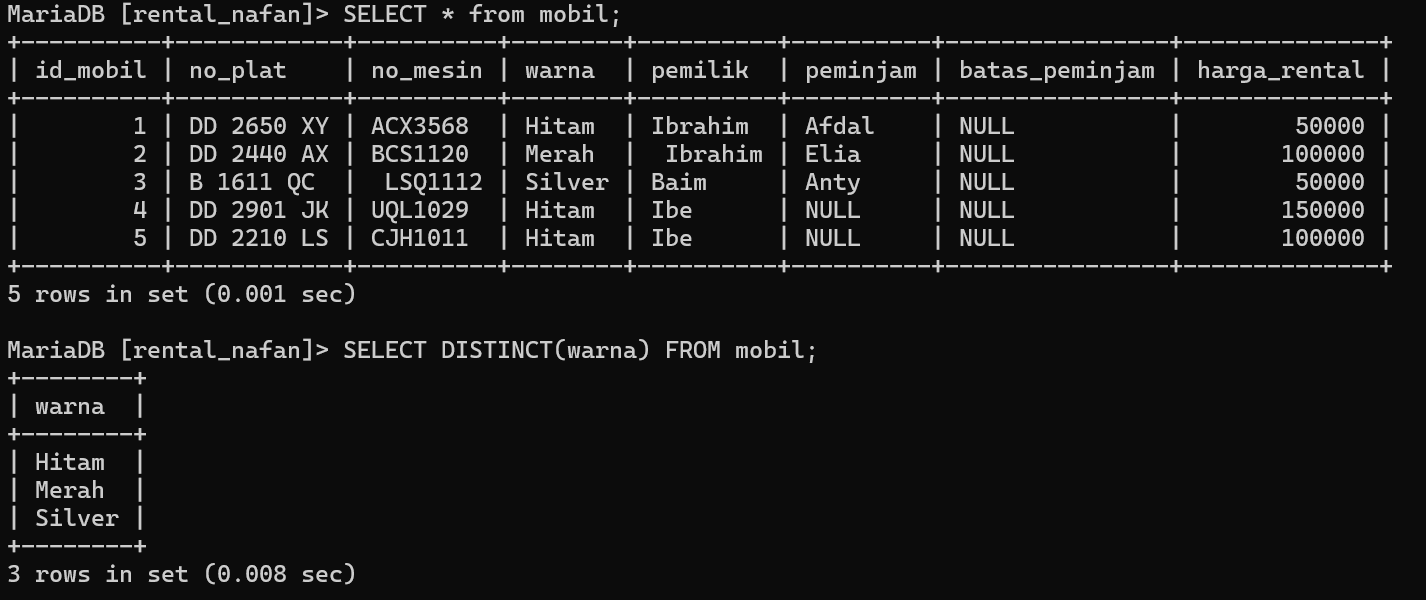 MariaDB [rental_nafan]> SELECT * from mobil;
+----------+------------+----------+--------+----------+----------+----------------+-------------+
| id_mobil | no_plat    | no_mesin | warna  | pemilik  | peminjam | batas_peminjam | harga_rental |
+----------+------------+----------+--------+----------+----------+----------------+-------------+
|        1 | DD 2650 XY | ACX3568  | Hitam  | Ibrahim  | Afdal    | NULL           |       50000 |
|        2 | DD 2440 AX | BCS1120  | Merah  |  Ibrahim | Elia     | NULL           |      100000 |
|        3 | B 1611 QC  |  LSQ1112 | Silver | Baim     | Anty     | NULL           |       50000 |
|        4 | DD 2901 JK | UQL1029  | Hitam  | Ibe      | NULL     | NULL           |      150000 |
|        5 | DD 2210 LS | CJH1011  | Hitam  | Ibe      | NULL     | NULL           |      100000 |
+----------+------------+----------+--------+----------+----------+----------------+-------------+
5 rows in set (0.001 sec)
MariaDB [rental_nafan]> SELECT DISTINCT(warna) FROM mobil;
+--------+
| warna  |
+--------+
| Hitam  |
| Merah  |
| Silver |
+--------+
3 rows in set (0.008 sec)